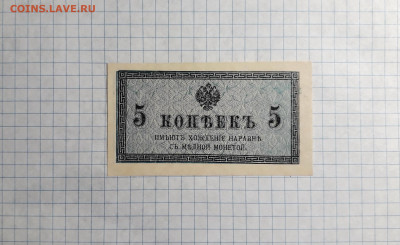 COINS.LAVE.RU
5 КОПѢЕКЪ 5
ИМѢЮТЪ ХОЖДЕНІЕ НАРАВНѢ
СЪ МѢДНОЙ МОНЕТОЙ.